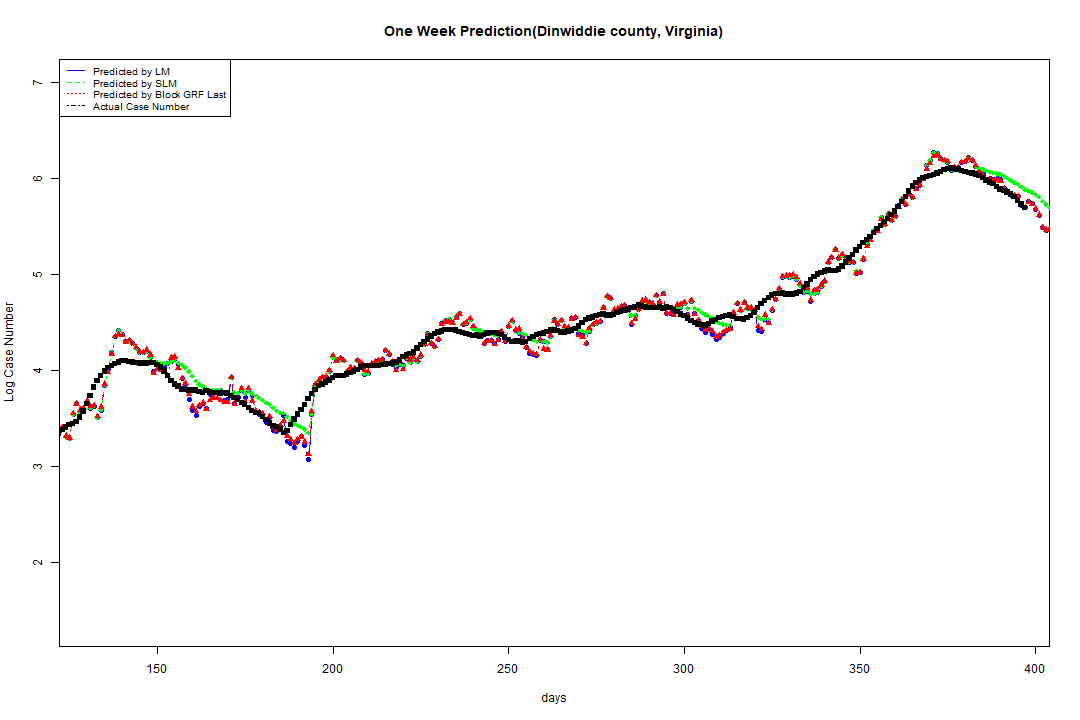 One Week Prediction(Dinwiddie county, Virginia)
Predicted by LM
Predicted by SLM
Predicted by Block GRF Last
Actual Case Number
7
6
5
4
3
2
Log Case Number
150 200 250 300 350 400
days